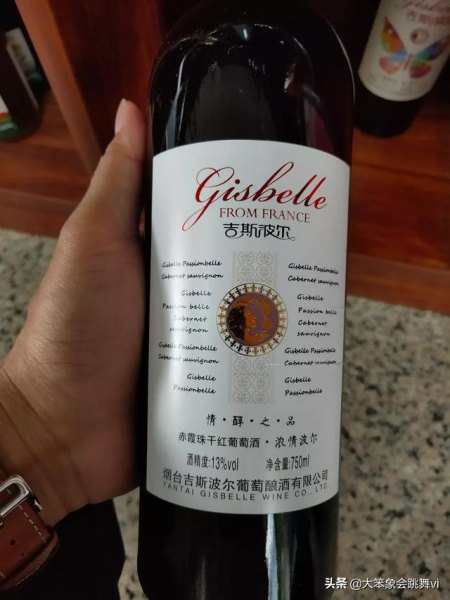 Gisbelle
Gisbelle
FROM FRANCE
吉斯波尔
Gisbelle Passionbelle
Cabernet sauvignon
Gisbelle
Passion belle
Cabernet
sauvignon
Gisbelle Passionbelle
Cabernet sauvignon
Gisbelle
Passionbelle
Gisbelle Passionbelle
Cabernet sauvignon
Gisbelle
Passion belle
Cabernet
sauvignon
Gisbelle Passionbelle
Cabernet sauvignon
Gisbelle
Passionbelle
情·醇·之·品
赤霞珠干红葡萄酒·浓情波尔
酒精度:13%vol 净含量:750ml
烟台吉斯波尔葡萄酿酒有限公司
YANTAI GISBELLE WINE CO., LTD.
头条 @大笨象会跳舞vi